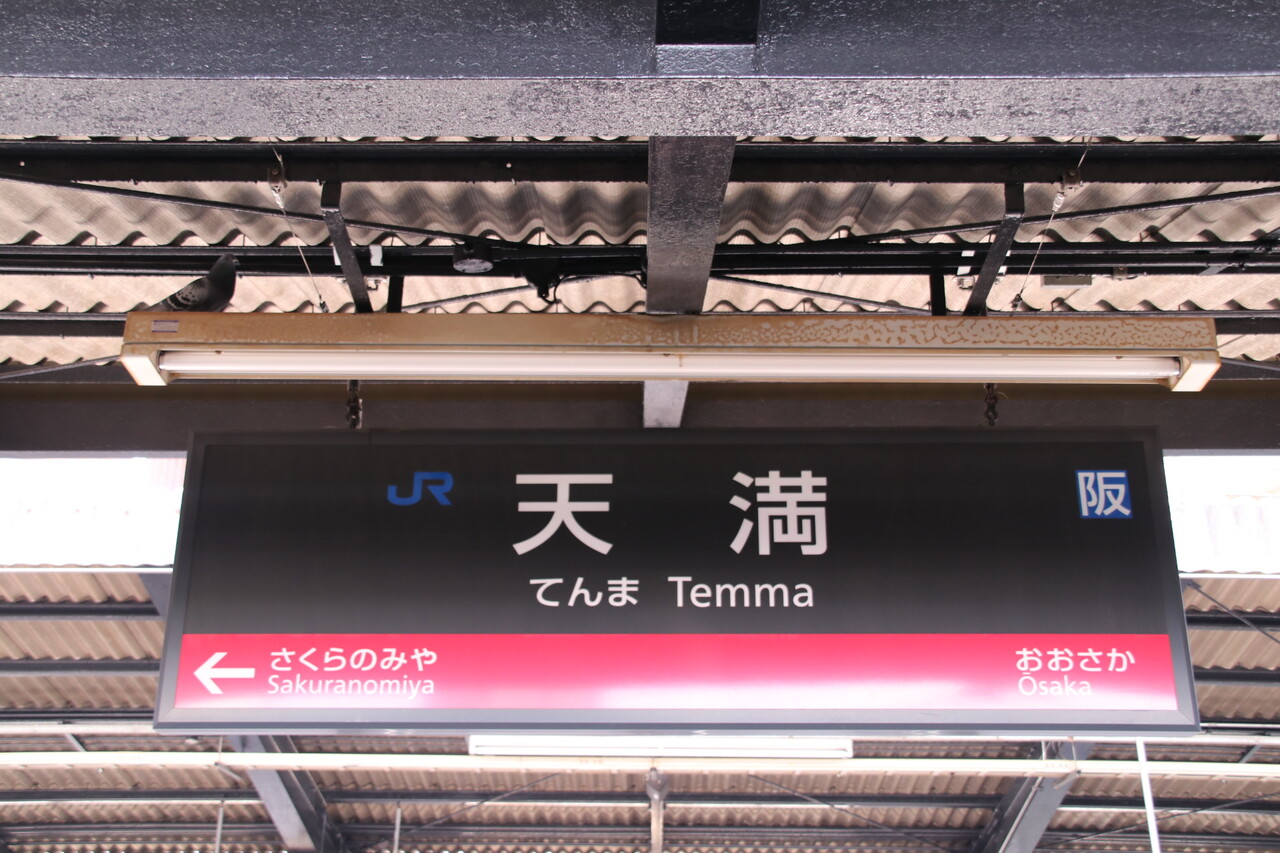 JR 天満 阪
てんま Temma
← さくらのみや おおさか
Sakuranomiya Ōsaka